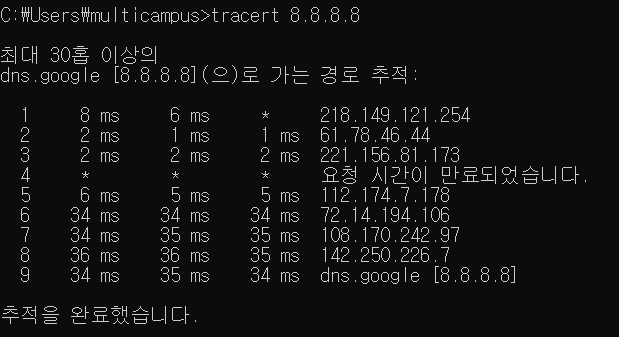 C:\Users\multicampus>tracert 8.8.8.8
최대 30홉 이상의
dns.google [8.8.8.8](으)로 가는 경로 추적:
1 8 ms 6 ms * 218.149.121.254
2 2 ms 1 ms 1 ms 61.78.46.44
3 2 ms 2 ms 2 ms 221.156.81.173
4 * * * 요청 시간이 만료되었습니다.
5 6 ms 5 ms 5 ms 112.174.7.178
6 34 ms 34 ms 34 ms 72.14.194.106
7 34 ms 35 ms 35 ms 108.170.242.97
8 36 ms 36 ms 35 ms 142.250.226.7
9 34 ms 35 ms 34 ms dns.google [8.8.8.8]
추적을 완료했습니다.